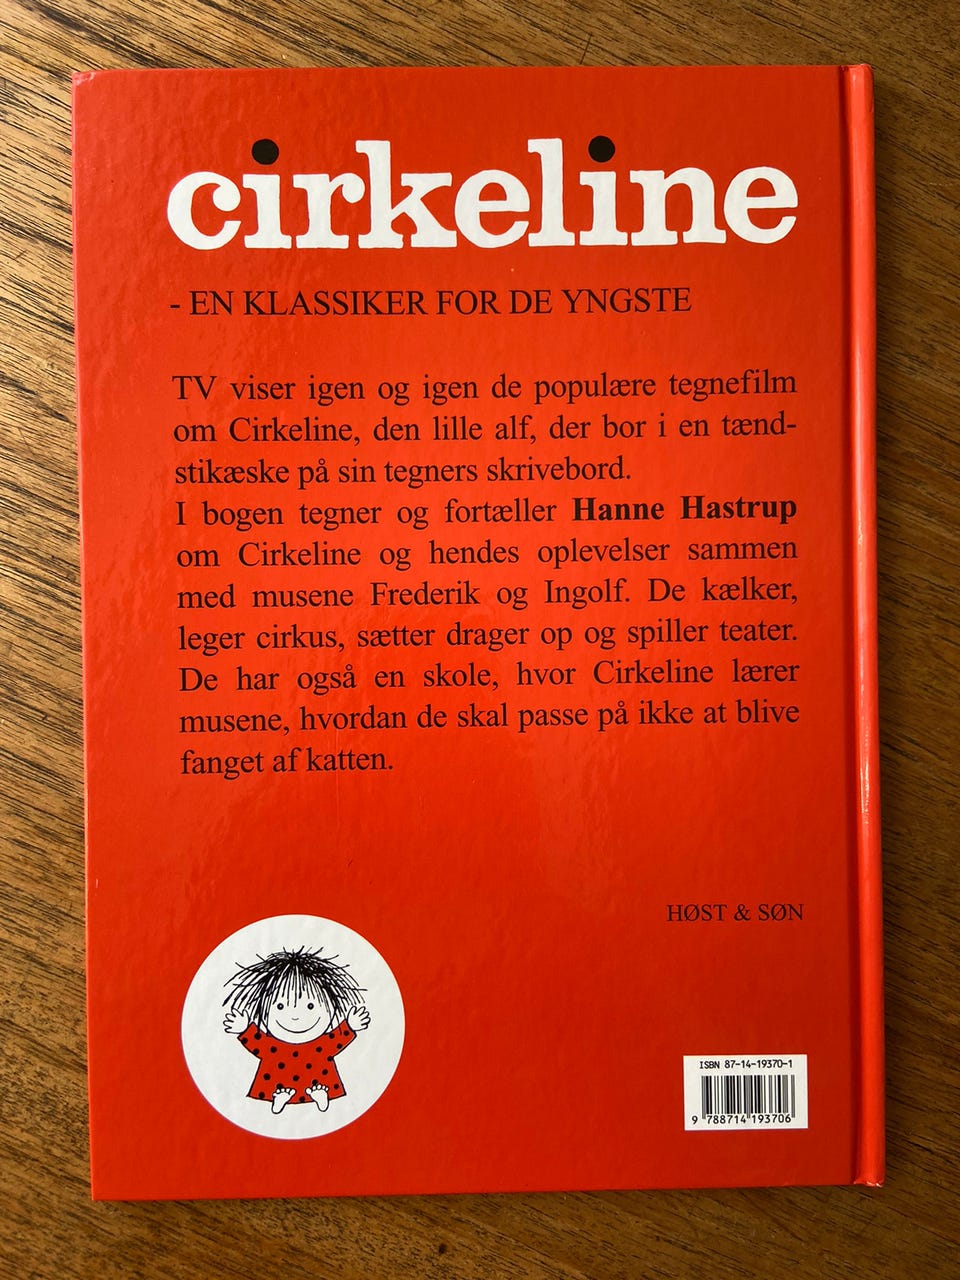 cirkeline
- EN KLASSIKER FOR DE YNGSTE
TV viser igen og igen de populære tegnefilm
om Cirkeline, den lille alf, der bor i en tænd-
stikæske på sin tegners skrivebord.
I bogen tegner og fortæller Hanne Hastrup
om Cirkeline og hendes oplevelser sammen
med musene Frederik og Ingolf. De kælker,
leger cirkus, sætter drager op og spiller teater.
De har også en skole, hvor Cirkeline lærer
musene, hvordan de skal passe på ikke at blive
fanget af katten.
HØST & SØN
ISBN 87-14-19370-1
9 788714 193706